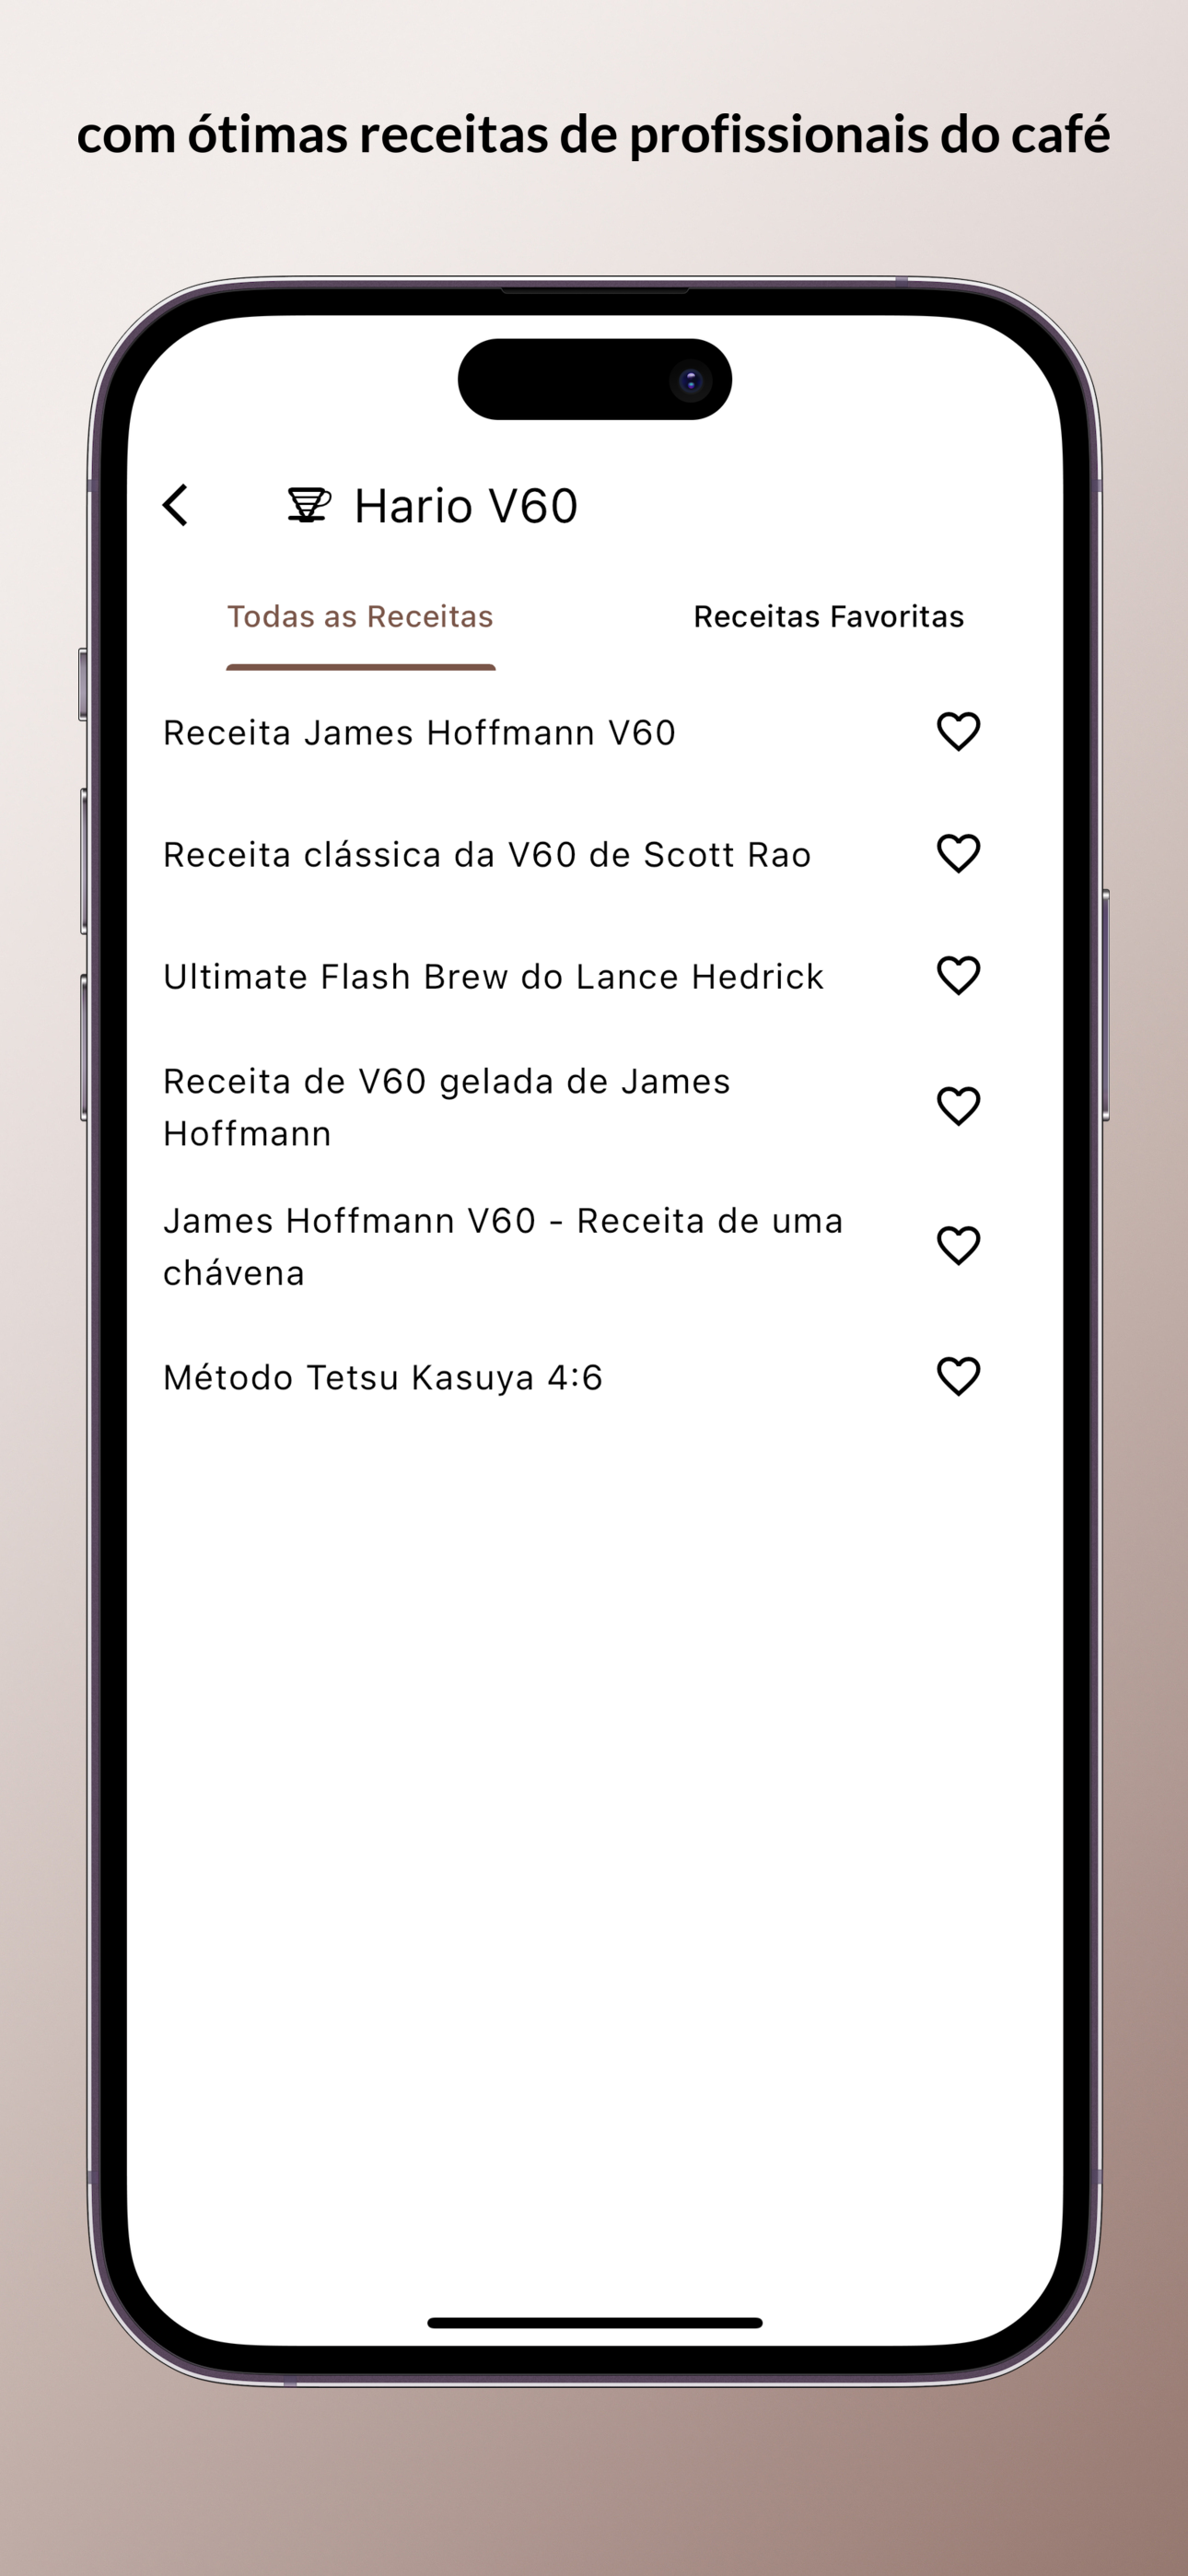 com ótimas receitas de profissionais do café
Hario V60
Todas as Receitas
Receitas Favoritas
Receita James Hoffmann V60
Receita clássica da V60 de Scott Rao
Ultimate Flash Brew do Lance Hedrick
Receita de V60 gelada de James
Hoffmann
James Hoffmann V60 - Receita de uma
chávena
Método Tetsu Kasuya 4:6